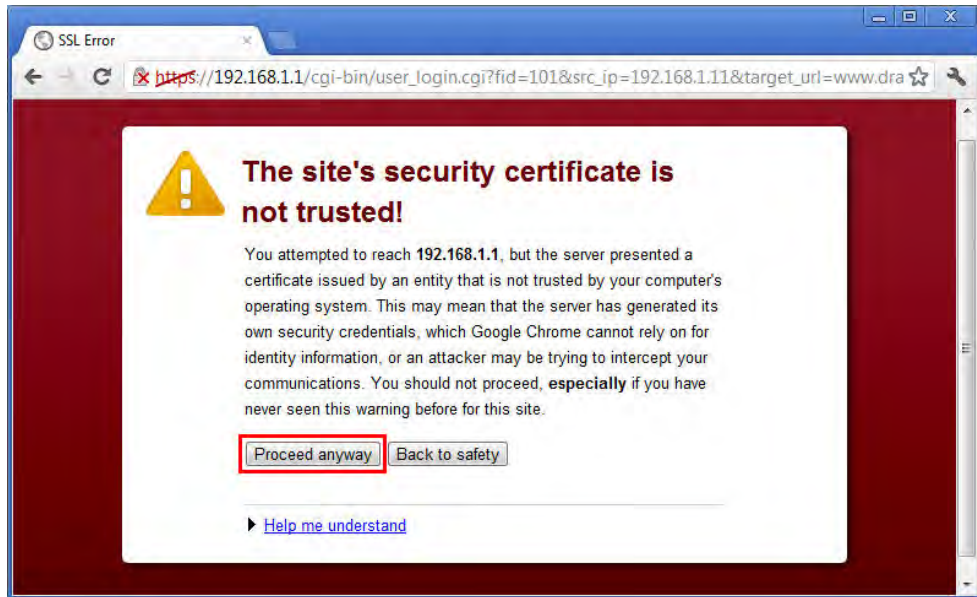 SSL Error
https://192.168.1.1/cgi-bin/user_login.cgi?fid=101&src_ip=192.168.1.11&target_url=www.dra
The site's security certificate is
not trusted!
You attempted to reach 192.168.1.1, but the server presented a
certificate issued by an entity that is not trusted by your computer's
operating system. This may mean that the server has generated its
own security credentials, which Google Chrome cannot rely on for
identity information, or an attacker may be trying to intercept your
communications. You should not proceed, especially if you have
never seen this warning before for this site.
Proceed anyway Back to safety
Help me understand